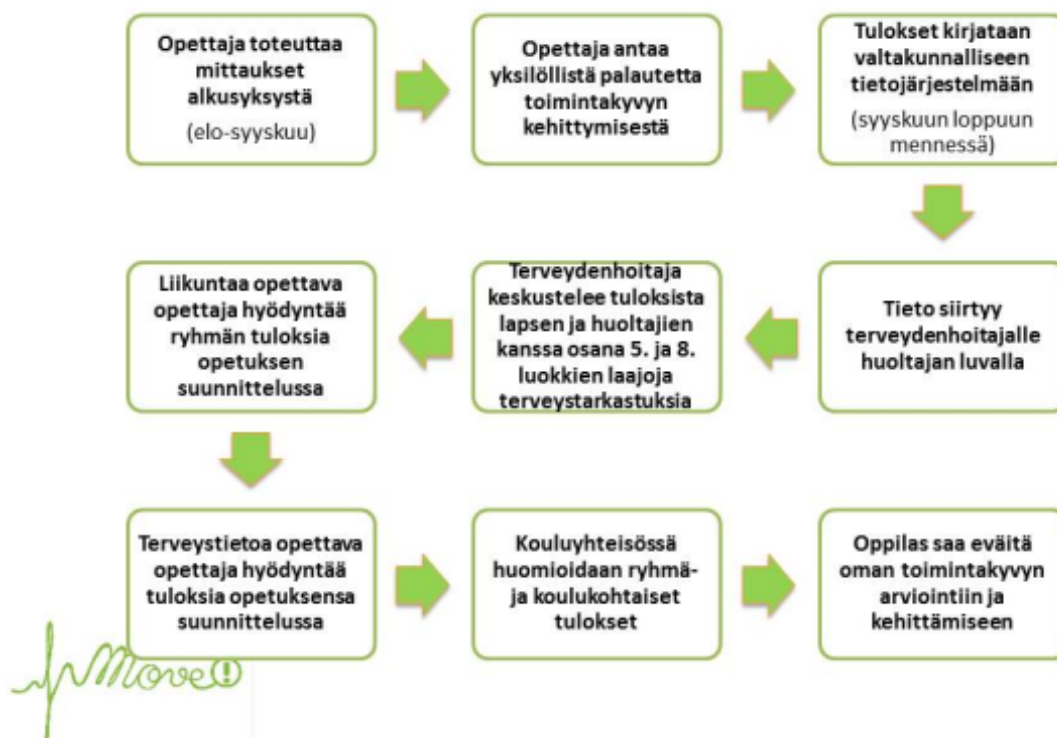 Opettaja toteuttaa
mittaukset
alkusyksystä
(elo-syyskuu)
Opettaja antaa
yksilöllistä palautetta
toimintakyvyn
kehittymisestä
Tulokset kirjataan
valtakunnalliseen
tietojärjestelmään
(syyskuun loppuun
mennessä)
Tieto siirtyy
terveydenhoitajalle
huoltajan luvalla
Terveydenhoitaja
keskustelee tuloksista
lapsen ja huoltajien
kanssa osana 5. ja 8.
luokkien laajoja
terveystarkastuksia
Liikuntaa opettava
opettaja hyödyntää
ryhmän tuloksia
opetuksen
suunnittelussa
Terveystietoa opettava
opettaja hyödyntää
tuloksia opetuksensa
suunnittelussa
Kouluyhteisössä
huomioidaan ryhmä-
ja koulukohtaiset
tulokset
Oppilas saa eväitä
oman toimintakyvyn
arviointiin ja
kehittämiseen
Move!